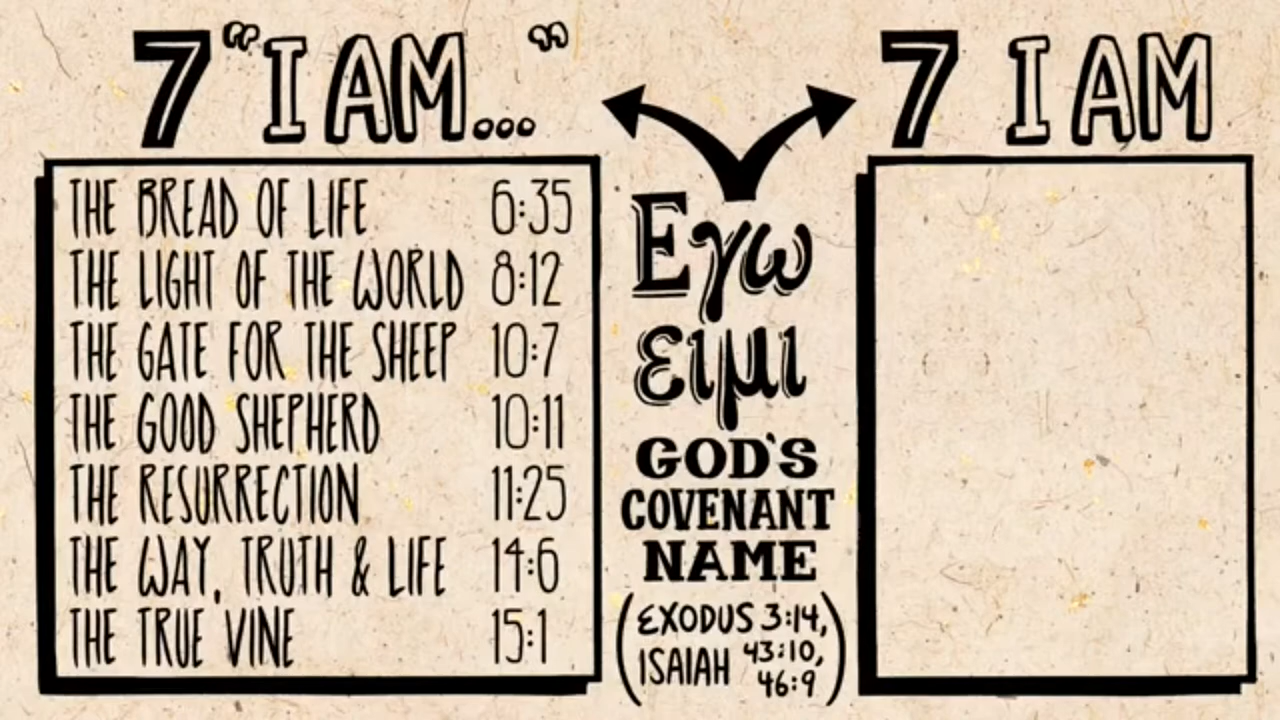 7 "I AM..."
THE BREAD OF LIFE 6:35
THE LIGHT OF THE WORLD 8:12
THE GATE FOR THE SHEEP 10:7
THE GOOD SHEPHERD 10:11
THE RESURRECTION 11:25
THE WAY, TRUTH & LIFE 14:6
THE TRUE VINE 15:1
Εγω
ειμι
GOD'S
COVENANT
NAME
(EXODUS 3:14,
ISAIAH 43:10,
46:9)
7 I AM